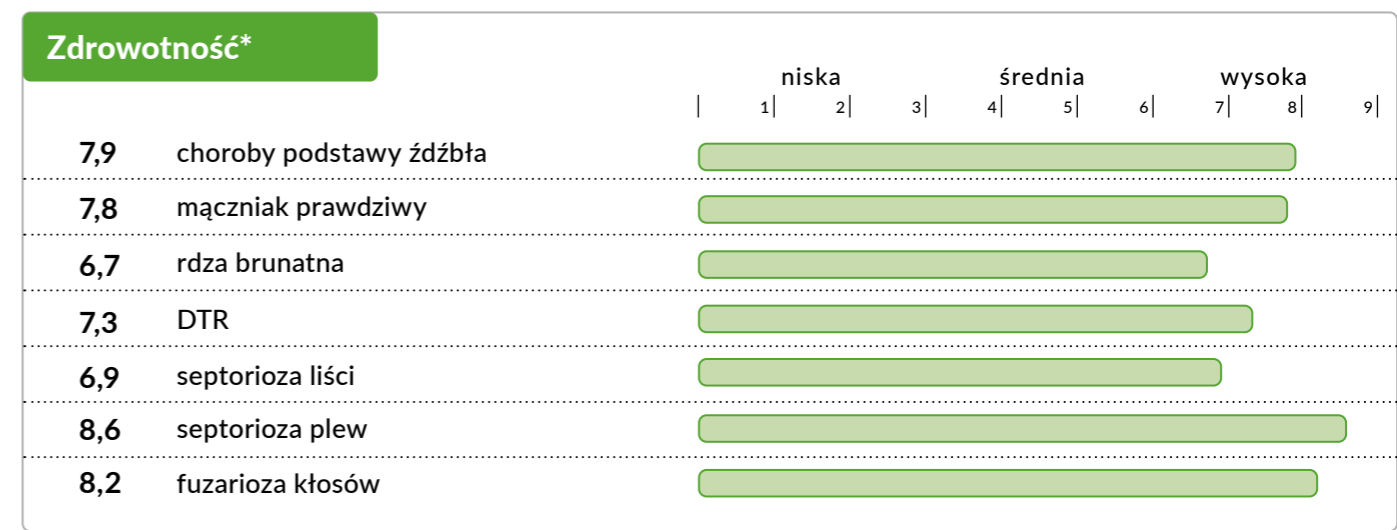 Zdrowotność*
niska średnia wysoka
1 2 3 4 5 6 7 8 9
7,9 choroby podstawy źdźbła
7,8 mączniak prawdziwy
6,7 rdza brunatna
7,3 DTR
6,9 septorioza liści
8,6 septorioza plew
8,2 fuzarioza kłosów